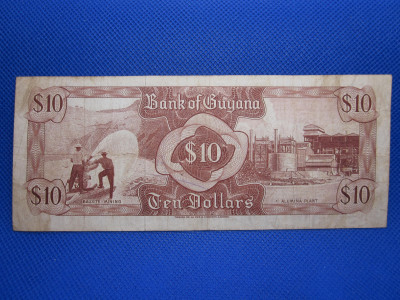 $10 Bank of Guyana $10
$10
$10 $10
BAUXITE MINING ALUMINA PLANT
Ten Dollars